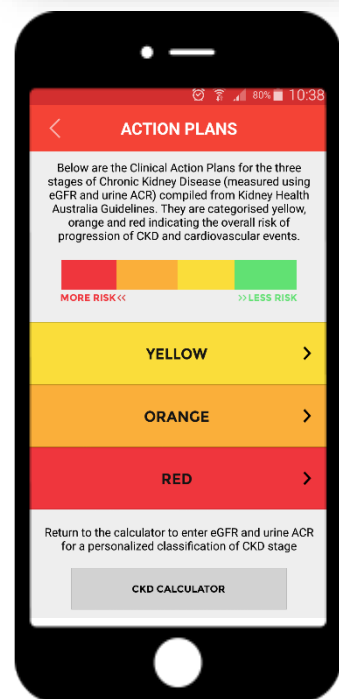 80% 10:38
ACTION PLANS
Below are the Clinical Action Plans for the three
stages of Chronic Kidney Disease (measured using
eGFR and urine ACR) compiled from Kidney Health
Australia Guidelines. They are categorised yellow,
orange and red indicating the overall risk of
progression of CKD and cardiovascular events.
MORE RISK<< >>LESS RISK
YELLOW
ORANGE
RED
Return to the calculator to enter eGFR and urine ACR
for a personalized classification of CKD stage
CKD CALCULATOR